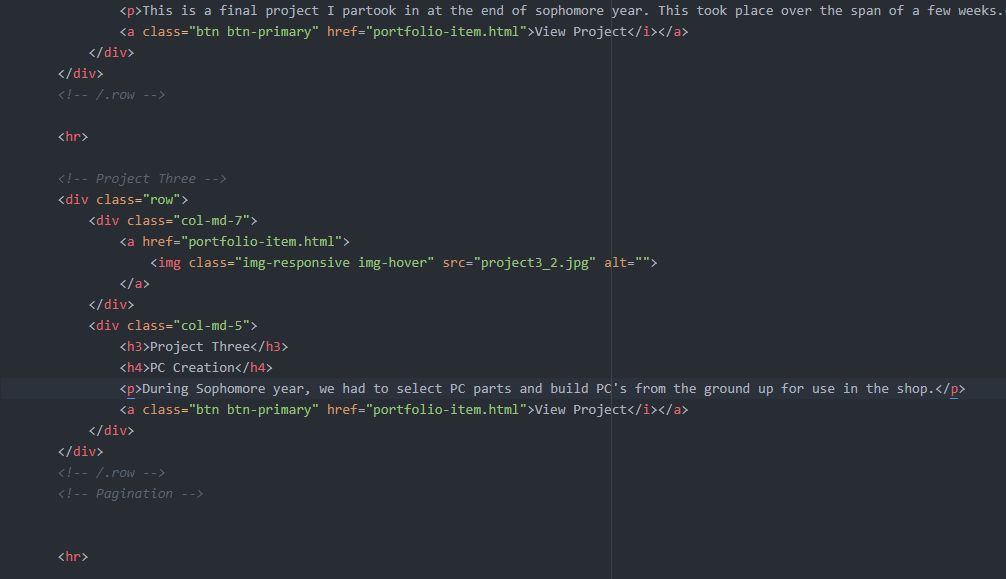 <p>This is a final project I partook in at the end of sophomore year. This took place over the span of a few weeks.
<a class="btn btn-primary" href="portfolio-item.html">View Project</i></a>
</div>
</div>
<!-- /.row -->
<hr>
<!-- Project Three -->
<div class="row">
<div class="col-md-7">
<a href="portfolio-item.html">
<img class="img-responsive img-hover" src="project3_2.jpg" alt="">
</a>
</div>
<div class="col-md-5">
<h3>Project Three</h3>
<h4>PC Creation</h4>
<p>During Sophomore year, we had to select PC parts and build PC's from the ground up for use in the shop.</p>
<a class="btn btn-primary" href="portfolio-item.html">View Project</i></a>
</div>
</div>
<!-- /.row -->
<!-- Pagination -->
<hr>